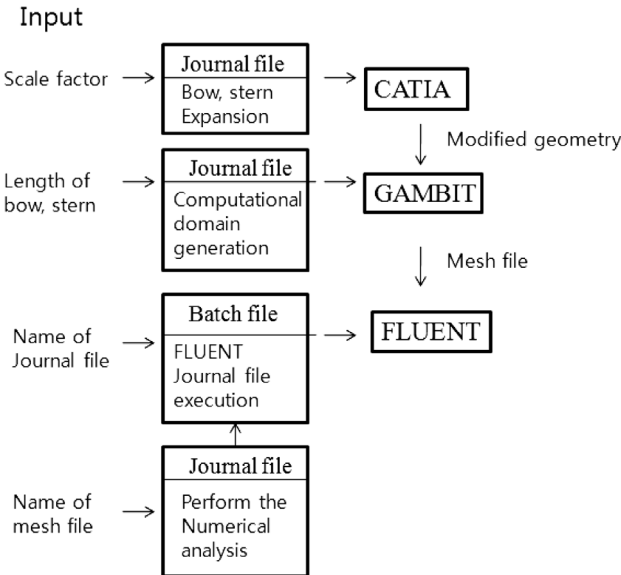 Input
Scale factor
Journal file
Bow, stern
Expansion
CATIA
Modified geometry
Length of
bow, stern
Journal file
Computational
domain
generation
GAMBIT
Mesh file
Name of
Journal file
Batch file
FLUENT
Journal file
execution
FLUENT
Name of
mesh file
Journal file
Perform the
Numerical
analysis